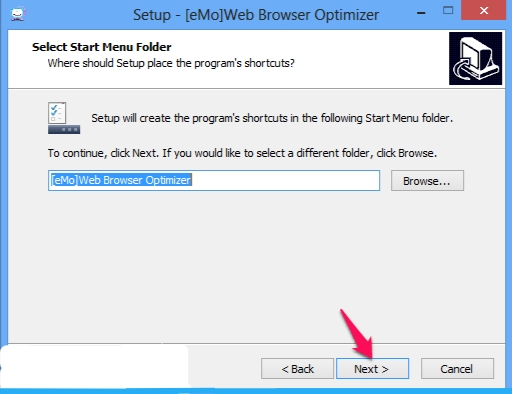 Setup - [eMo]Web Browser Optimizer
Select Start Menu Folder
Where should Setup place the program's shortcuts?
Setup will create the program's shortcuts in the following Start Menu folder.
To continue, click Next. If you would like to select a different folder, click Browse.
[eMo]Web Browser Optimizer
Browse...
< Back
Next >
Cancel